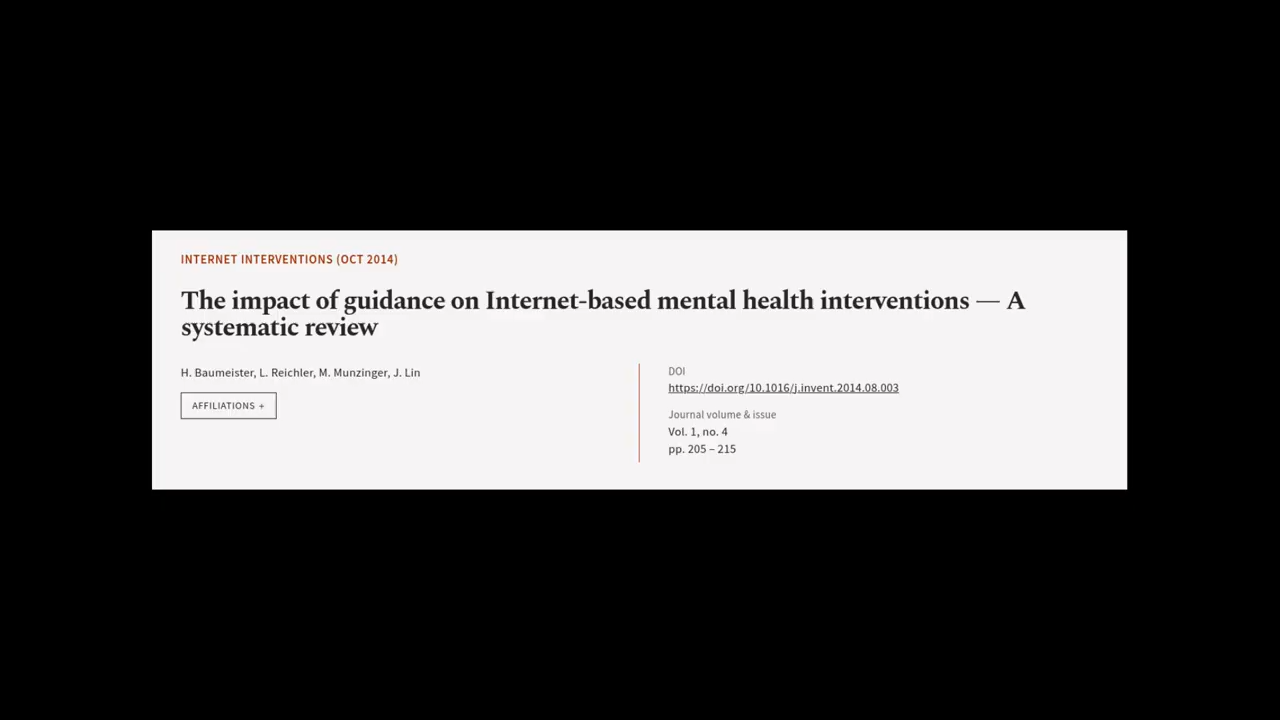 INTERNET INTERVENTIONS (OCT 2014)
The impact of guidance on Internet-based mental health interventions — A
systematic review
H. Baumeister, L. Reichler, M. Munzinger, J. Lin
AFFILIATIONS +
DOI
https://doi.org/10.1016/j.invent.2014.08.003
Journal volume & issue
Vol. 1, no. 4
pp. 205 – 215